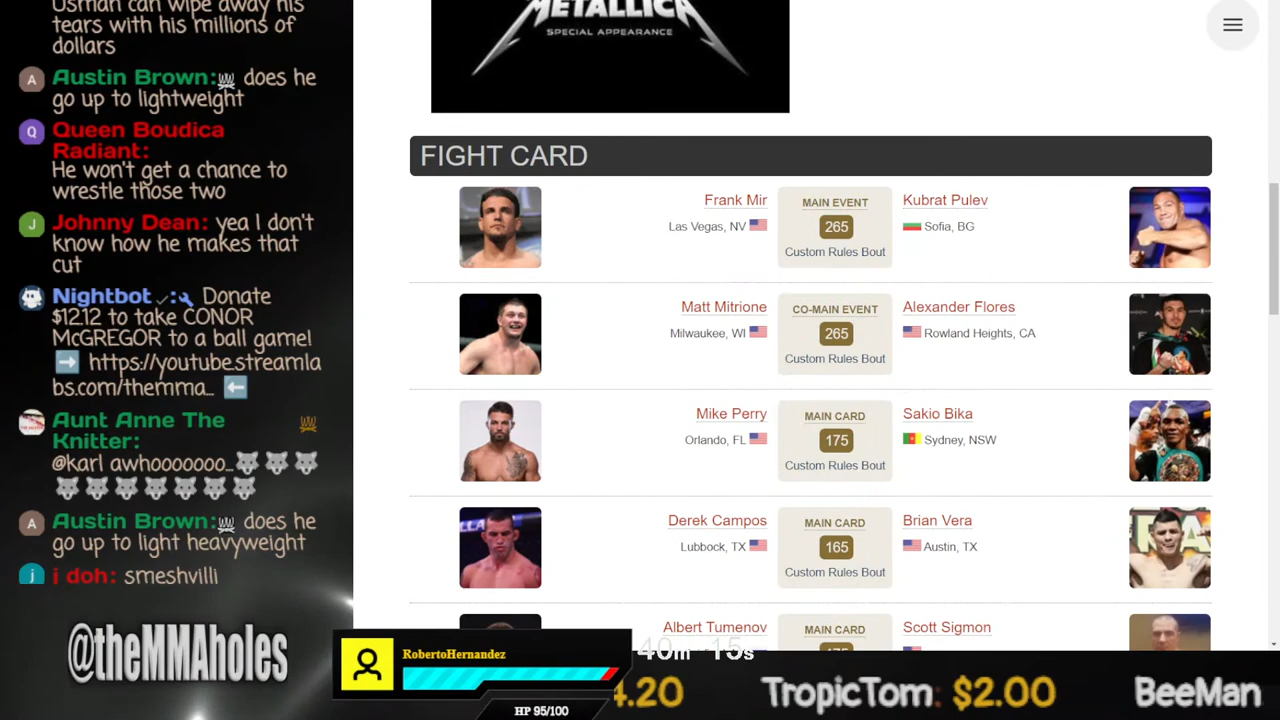 Usman can wipe away his
tears with his millions of
dollars
Austin Brown: does he
go up to lightweight
Queen Boudica
Radiant:
He won't get a chance to
wrestle those two
Johnny Dean: yea I don't
know how he makes that
cut
Nightbot: Donate
$12.12 to take CONOR
McGREGOR to a ball game!
➡️ https://youtube.streamla
bs.com/themma... ⬅️
Aunt Anne The
Knitter:
@karl awhooooooo...🐺🐺🐺
🐺🐺🐺🐺🐺🐺🐺
Austin Brown: does he
go up to light heavyweight
i doh: smeshvilli
@theMMAholes
METALLICA
SPECIAL APPEARANCE
FIGHT CARD
Frank Mir MAIN EVENT Kubrat Pulev
Las Vegas, NV 265 Sofia, BG
Custom Rules Bout
Matt Mitrione CO-MAIN EVENT Alexander Flores
Milwaukee, WI 265 Rowland Heights, CA
Custom Rules Bout
Mike Perry MAIN CARD Sakio Bika
Orlando, FL 175 Sydney, NSW
Custom Rules Bout
Derek Campos MAIN CARD Brian Vera
Lubbock, TX 165 Austin, TX
Custom Rules Bout
Albert Tumenov MAIN CARD Scott Sigmon
40m 15s
RobertoHernandez
HP 95/100
4.20 TropicTom: $2.00 BeeMan